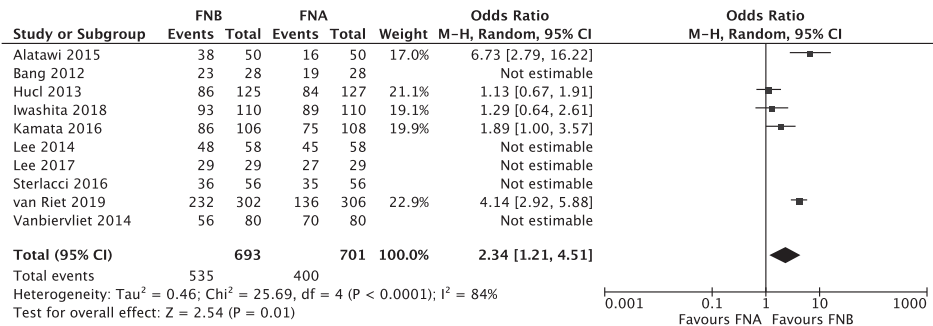 FNB FNA Odds Ratio Odds Ratio
Study or Subgroup Events Total Events Total Weight M-H, Random, 95% CI M-H, Random, 95% CI
Alatawi 2015 38 50 16 50 17.0% 6.73 [2.79, 16.22]
Bang 2012 23 28 19 28 Not estimable
Hucl 2013 86 125 84 127 21.1% 1.13 [0.67, 1.91]
Iwashita 2018 93 110 89 110 19.1% 1.29 [0.64, 2.61]
Kamata 2016 86 106 75 108 19.9% 1.89 [1.00, 3.57]
Lee 2014 48 58 45 58 Not estimable
Lee 2017 29 29 27 29 Not estimable
Sterlacci 2016 36 56 35 56 Not estimable
van Riet 2019 232 302 136 306 22.9% 4.14 [2.92, 5.88]
Vanbiervliet 2014 56 80 70 80 Not estimable
Total (95% CI) 693 701 100.0% 2.34 [1.21, 4.51]
Total events 535 400
Heterogeneity: Tau² = 0.46; Chi² = 25.69, df = 4 (P < 0.0001); I² = 84%
Test for overall effect: Z = 2.54 (P = 0.01)
0.001 0.1 1 10 1000
Favours FNA Favours FNB